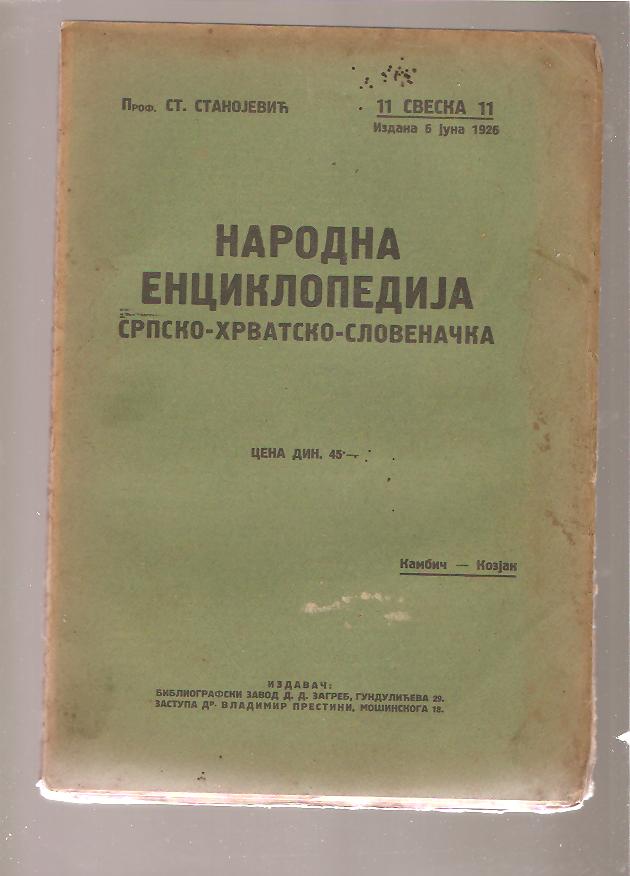 Проф. СТ. СТАНОЈЕВИЋ
11 СВЕСКА 11
Издана 6 јуна 1926
НАРОДНА
ЕНЦИКЛОПЕДИЈА
СРПСКО-ХРВАТСКО-СЛОВЕНАЧКА
ЦЕНА ДИН. 45·—
Камбич — Козјак
ИЗДАВАЧ:
БИБЛИОГРАФСКИ ЗАВОД Д. Д. ЗАГРЕБ, ГУНДУЛИЋЕВА 29.
ЗАСТУПА ДР. ВЛАДИМИР ПРЕСТИНИ, МОШИНСКОГА 18.